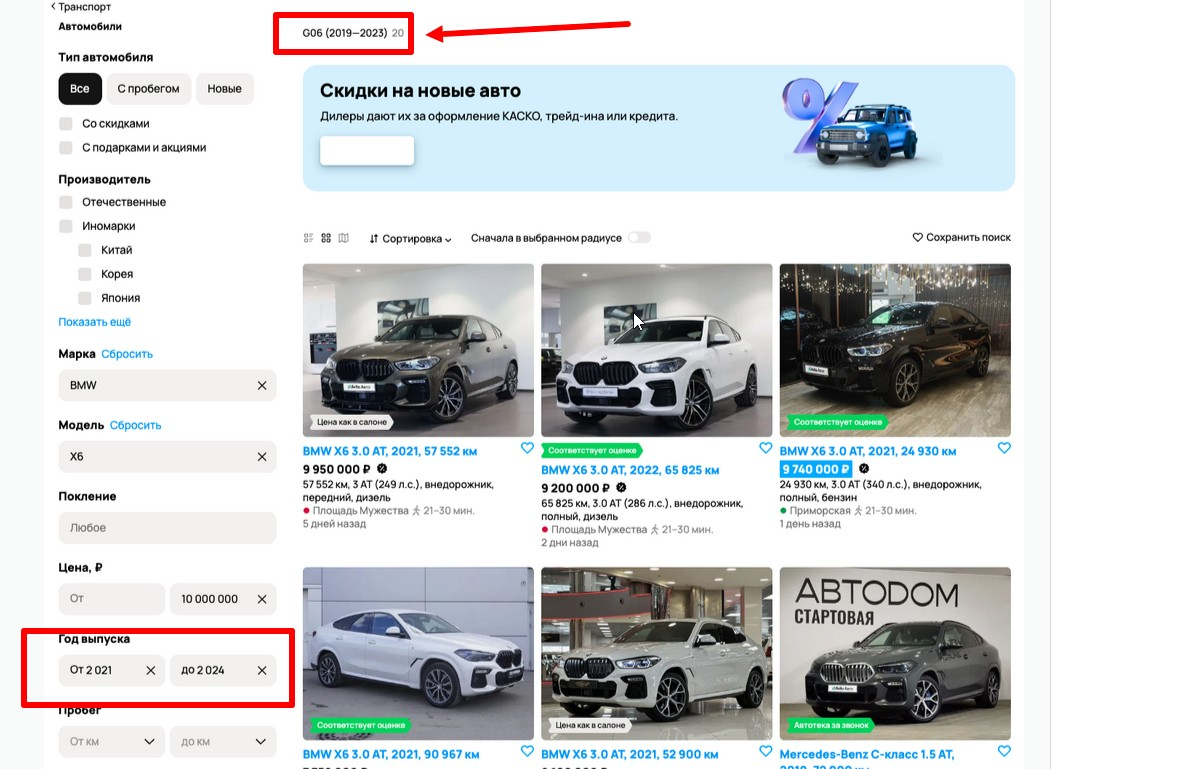 Транспорт
Автомобили
G06 (2019—2023) 20
Тип автомобиля
Все
С пробегом
Новые
Со скидками
С подарками и акциями
Производитель
Отечественные
Иномарки
Китай
Корея
Япония
Показать ещё
Марка Сбросить
BMW
Модель Сбросить
X6
Покление
Любое
Цена, ₽
От
10 000 000
Год выпуска
От 2 021
до 2 024
Пробег
От км
до км
Скидки на новые авто
Дилеры дают их за оформление КАСКО, трейд-ина или кредита.
Сортировка
Сначала в выбранном радиусе
Сохранить поиск
Цена как в салоне
BMW X6 3.0 AT, 2021, 57 552 км
9 950 000 ₽
57 552 км, 3 AT (249 л.с.), внедорожник,
передний, дизель
Площадь Мужества 21–30 мин.
5 дней назад
Соответствует оценке
BMW X6 3.0 AT, 2022, 65 825 км
9 200 000 ₽
65 825 км, 3.0 AT (286 л.с.), внедорожник,
полный, дизель
Площадь Мужества 21–30 мин.
2 дни назад
Соответствует оценке
BMW X6 3.0 AT, 2021, 24 930 км
9 740 000 ₽
24 930 км, 3.0 AT (340 л.с.), внедорожник,
полный, бензин
Приморская 21–30 мин.
1 день назад
Соответствует оценке
BMW X6 3.0 AT, 2021, 90 967 км
Цена как в салоне
BMW X6 3.0 AT, 2021, 52 900 км
АВТОDОМ
СТАРТОВАЯ
Автотека за звонок
Mercedes-Benz C-класс 1.5 AT,